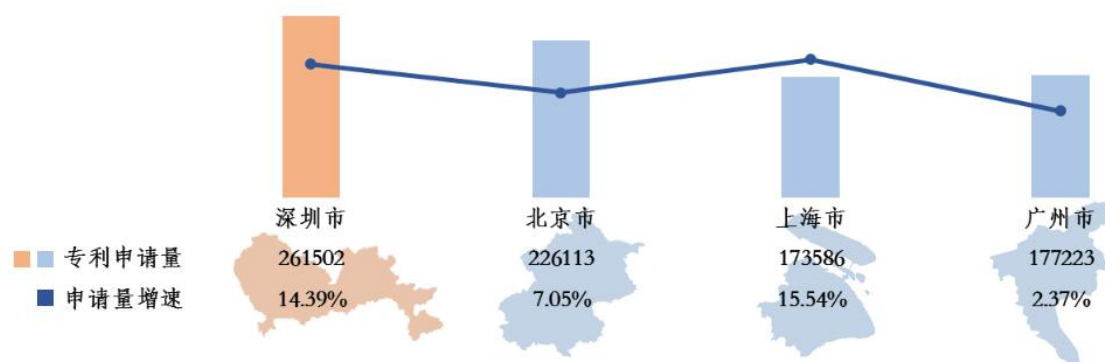 深圳市 北京市 上海市 广州市
专利申请量 261502 226113 173586 177223
申请量增速 14.39% 7.05% 15.54% 2.37%